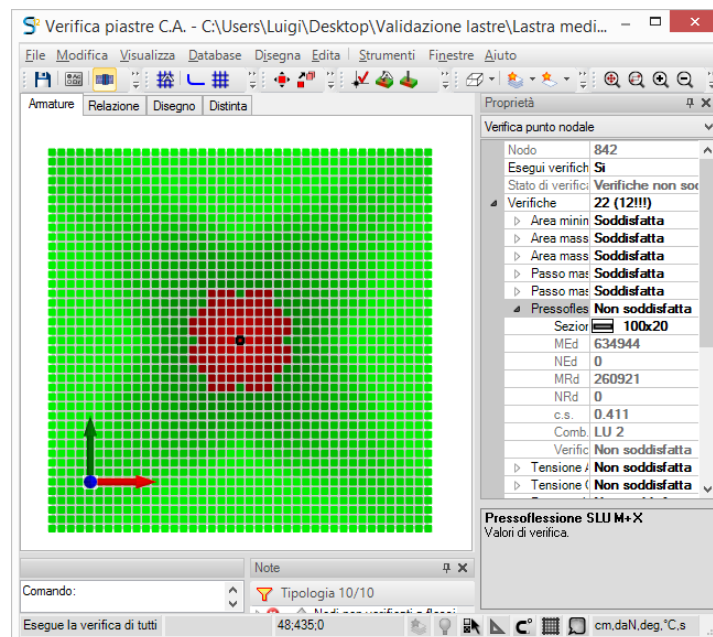 Verifica piastre C.A. - C:\Users\Luigi\Desktop\Validazione lastre\Lastra medi...
File Modifica Visualizza Database Disegna Edita Strumenti Finestre Aiuto
Armature Relazione Disegno Distinta
Proprietà
Verifica punto nodale
Nodo 842
Esegui verifich Si
Stato di verific Verifiche non sod
Verifiche 22 (12!!!)
Area minin Soddisfatta
Area mass Soddisfatta
Area mass Soddisfatta
Passo mas Soddisfatta
Passo mas Soddisfatta
Pressofles Non soddisfatta
Sezior 100x20
MEd 634944
NEd 0
MRd 260921
NRd 0
c.s. 0.411
Comb. LU 2
Verific Non soddisfatta
Tensione A Non soddisfatta
Tensione ( Non soddisfatta
Pressoflessione SLU M+X
Valori di verifica.
Note
Comando:
Tipologia 10/10
Esegue la verifica di tutti
48;435;0
cm,daN,deg,°C,s